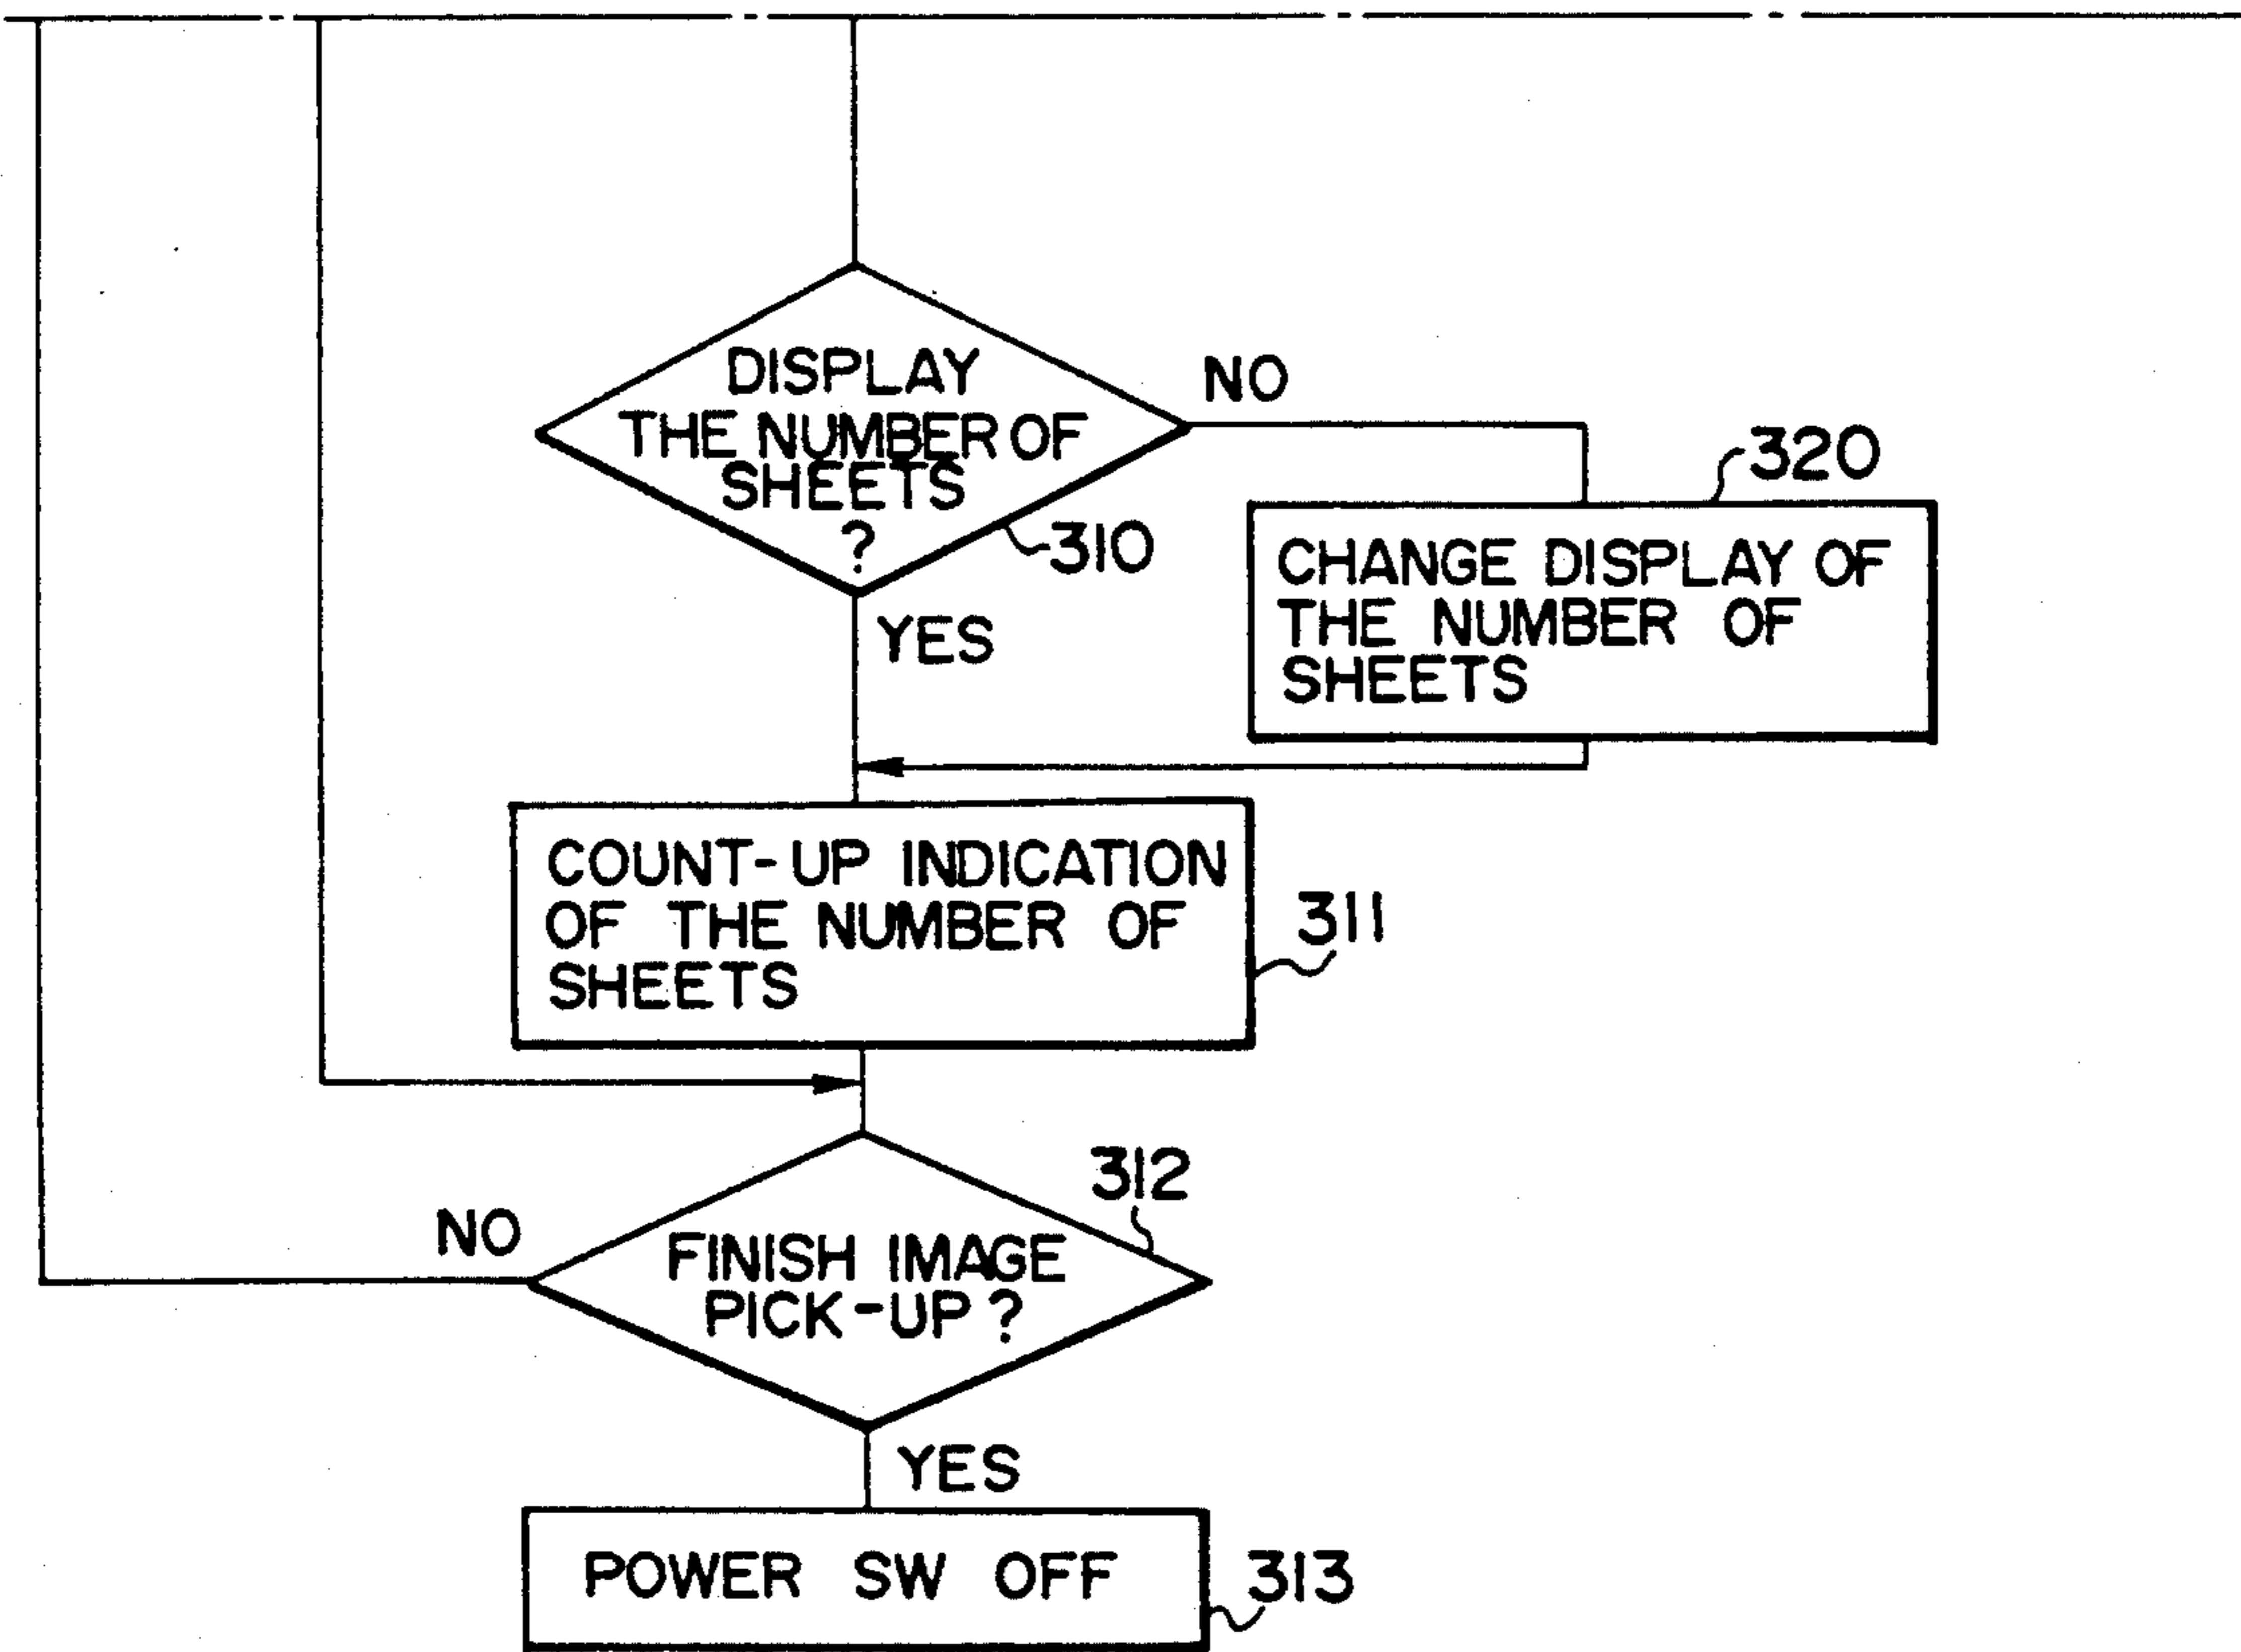 DISPLAY
THE NUMBER OF
SHEETS
?
310
NO
320
CHANGE DISPLAY OF
THE NUMBER OF
SHEETS
YES
COUNT-UP INDICATION
OF THE NUMBER OF
SHEETS
311
312
NO
FINISH IMAGE
PICK-UP?
YES
POWER SW OFF
313